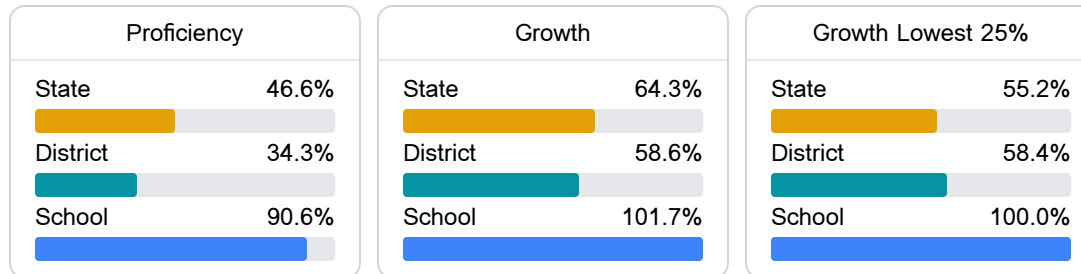 Proficiency
State 46.6%
District 34.3%
School 90.6%
Growth
State 64.3%
District 58.6%
School 101.7%
Growth Lowest 25%
State 55.2%
District 58.4%
School 100.0%